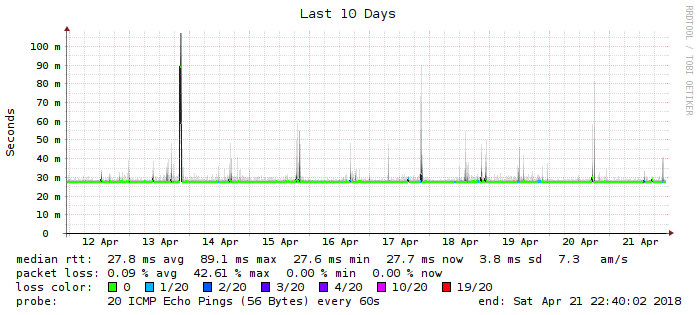 Last 10 Days
RRDTOOL / TOBI OETIKER
Seconds
100 m
90 m
80 m
70 m
60 m
50 m
40 m
30 m
20 m
10 m
0
12 Apr 13 Apr 14 Apr 15 Apr 16 Apr 17 Apr 18 Apr 19 Apr 20 Apr 21 Apr
median rtt: 27.8 ms avg 89.1 ms max 27.6 ms min 27.7 ms now 3.8 ms sd 7.3 am/s
packet loss: 0.09 % avg 42.61 % max 0.00 % min 0.00 % now
loss color: 0 1/20 2/20 3/20 4/20 10/20 19/20
probe: 20 ICMP Echo Pings (56 Bytes) every 60s end: Sat Apr 21 22:40:02 2018